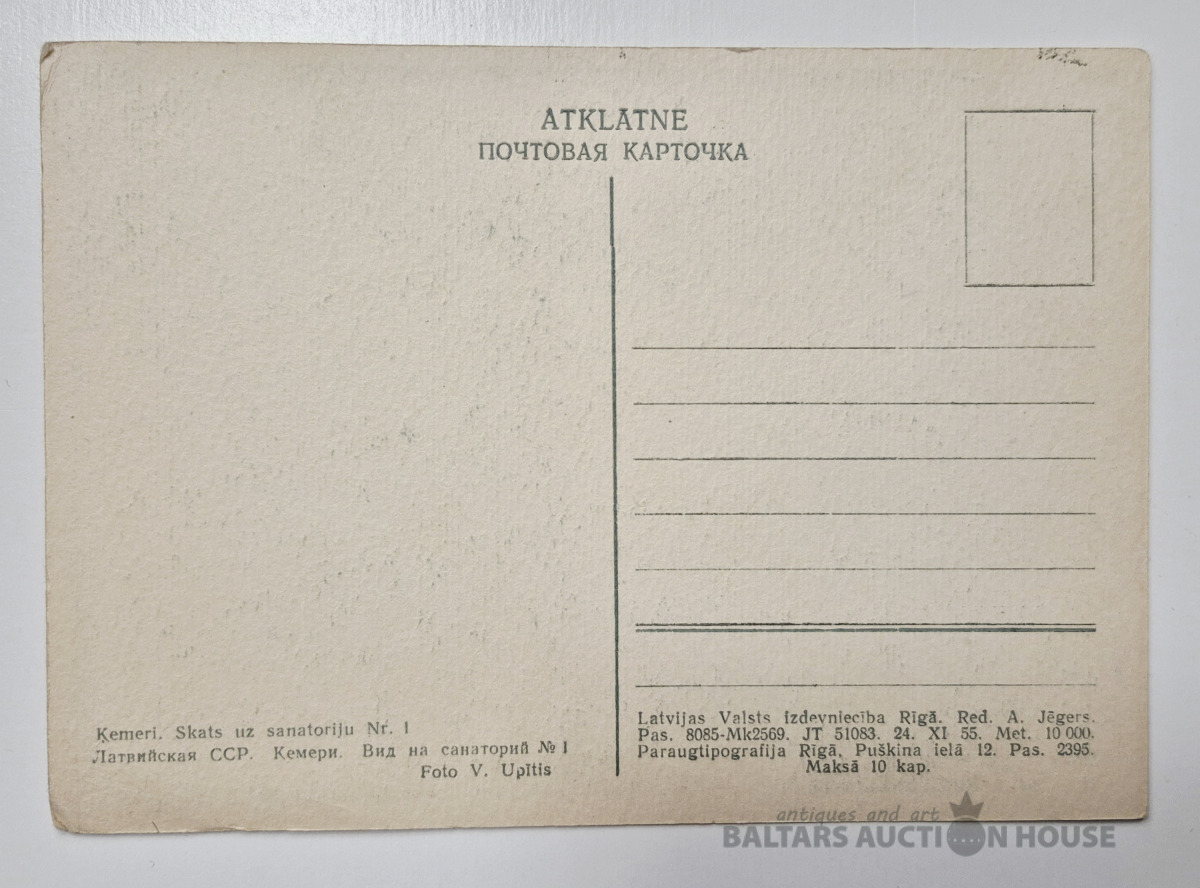 ATKLĀTNE
ПОЧТОВАЯ КАРТОЧКА
Ķemeri. Skats uz sanatoriju Nr. 1
Латвийская ССР. Кемери. Вид на санаторий № 1
Foto V. Upītis
Latvijas Valsts izdevniecība Rīgā. Red. A. Jēgers.
Pas. 8085-Mk2569. JT 51083. 24. XI 55. Met. 10 000.
Paraugtipografija Rīgā, Puškina ielā 12. Pas. 2395.
Maksā 10 kap.
antiques and art
BALTARS AUCTION HOUSE